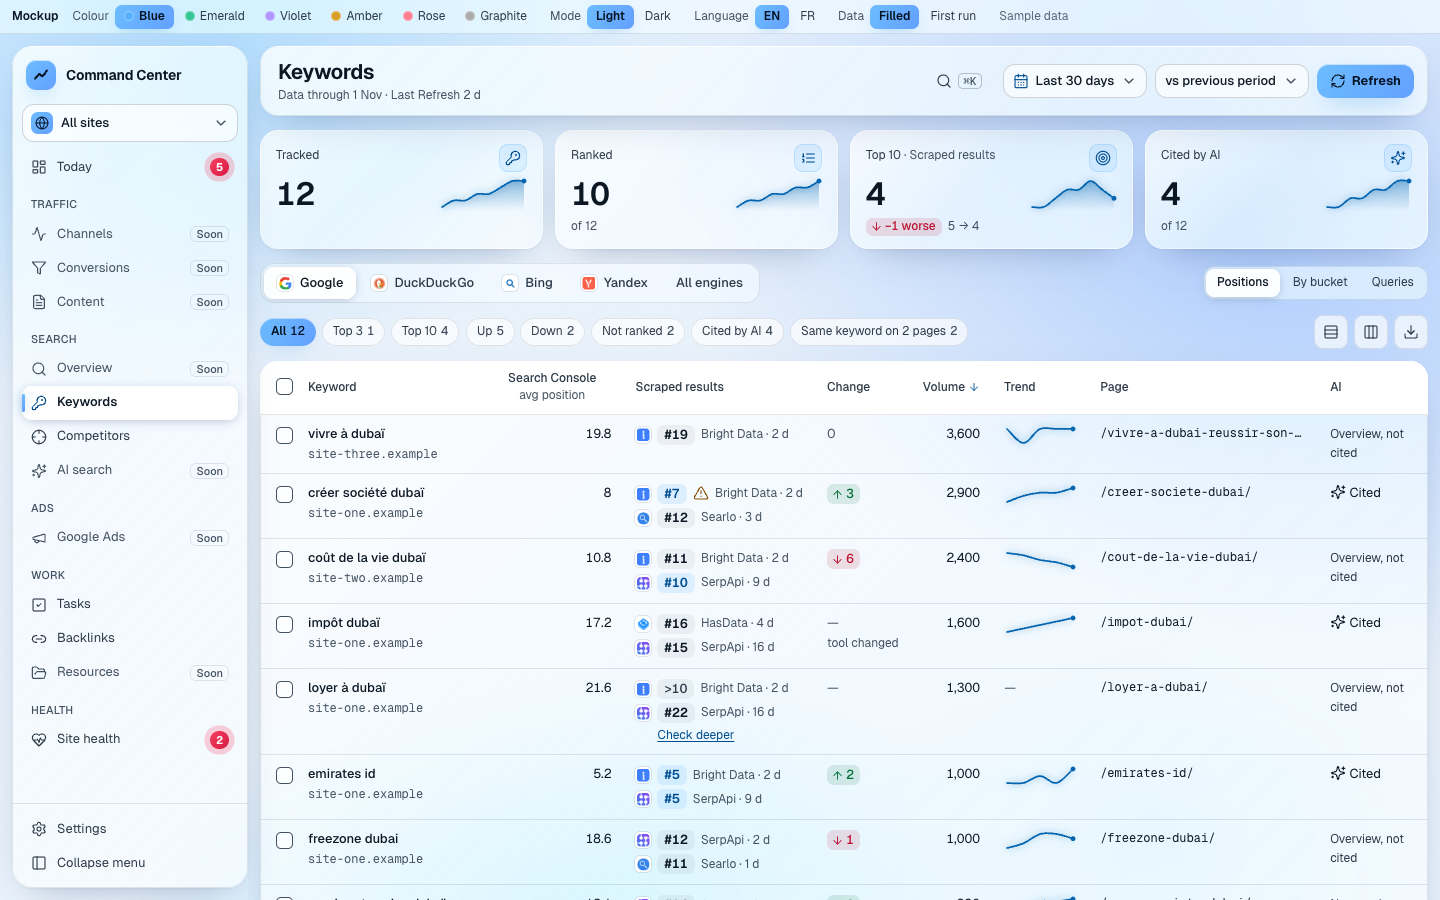 Mockup Colour Blue Emerald Violet Amber Rose Graphite Mode Light Dark Language EN FR Data Filled First run Sample data
Command Center
All sites
Today 5
TRAFFIC
Channels Soon
Conversions Soon
Content Soon
SEARCH
Overview Soon
Keywords
Competitors
AI search Soon
ADS
Google Ads Soon
WORK
Tasks
Backlinks
Resources Soon
HEALTH
Site health 2
Settings
Collapse menu
Keywords
Data through 1 Nov · Last Refresh 2 d
⌘K Last 30 days vs previous period Refresh
Tracked
12
Ranked
10
of 12
Top 10 · Scraped results
4
↓ −1 worse 5 → 4
Cited by AI
4
of 12
Google DuckDuckGo Bing Yandex All engines
Positions By bucket Queries
All 12 Top 3 1 Top 10 4 Up 5 Down 2 Not ranked 2 Cited by AI 4 Same keyword on 2 pages 2
Keyword Search Console avg position Scraped results Change Volume ↓ Trend Page AI
vivre à dubaï 19.8 #19 Bright Data · 2 d 0 3,600 /vivre-a-dubai-reussir-son-… Overview, not cited
site-three.example
créer société dubaï 8 #7 Bright Data · 2 d ↑ 3 2,900 /creer-societe-dubai/ Cited
site-one.example #12 Searlo · 3 d
coût de la vie dubaï 10.8 #11 Bright Data · 2 d ↓ 6 2,400 /cout-de-la-vie-dubai/ Overview, not cited
site-two.example #10 SerpApi · 9 d
impôt dubaï 17.2 #16 HasData · 4 d — 1,600 /impot-dubai/ Cited
site-one.example #15 SerpApi · 16 d tool changed
loyer à dubaï 21.6 >10 Bright Data · 2 d — 1,300 — /loyer-a-dubai/ Overview, not cited
site-one.example #22 SerpApi · 16 d
Check deeper
emirates id 5.2 #5 Bright Data · 2 d ↑ 2 1,000 /emirates-id/ Cited
site-one.example #5 SerpApi · 9 d
freezone dubai 18.6 #12 SerpApi · 2 d ↓ 1 1,000 /freezone-dubai/ Overview, not cited
site-one.example #11 Searlo · 1 d